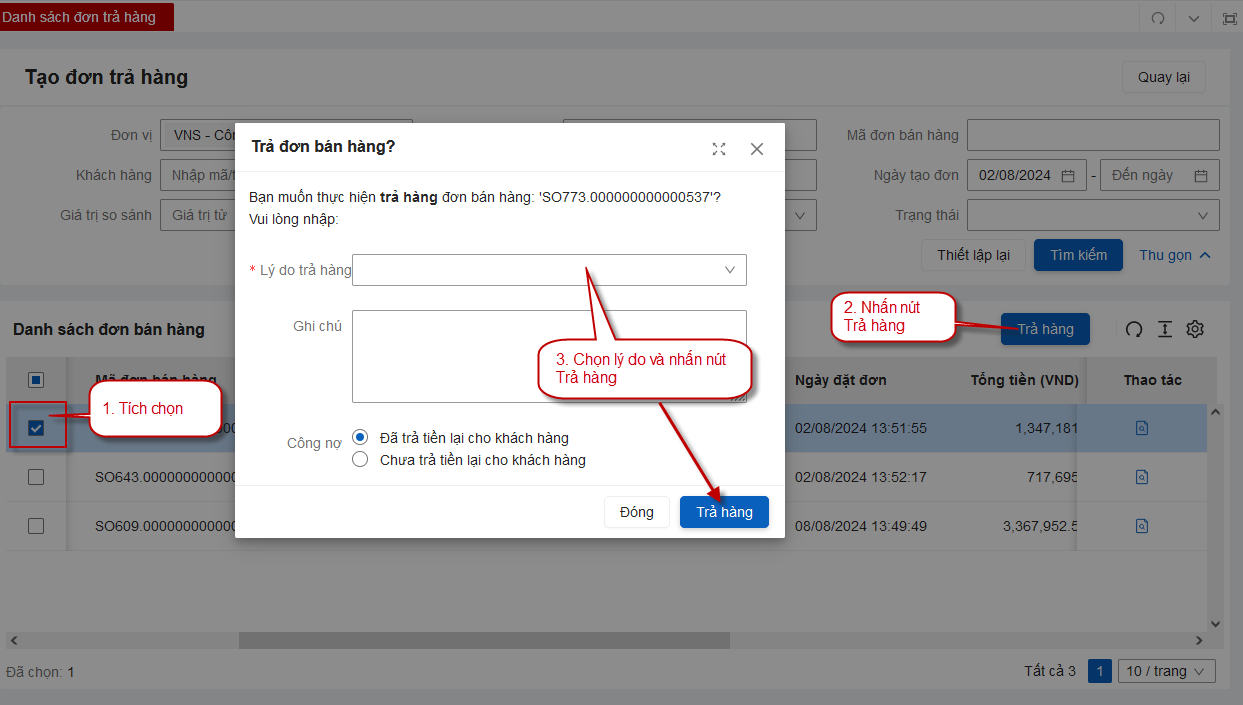 Danh sách đơn trả hàng
Tạo đơn trả hàng
Quay lại
Đơn vị
VNS - Côn
Mã đơn bán hàng
Khách hàng
Nhập mã/t
Ngày tạo đơn
02/08/2024
-
Đến ngày
Giá trị so sánh
Giá trị từ
Trạng thái
Thiết lập lại
Tìm kiếm
Thu gọn
Trả đơn bán hàng?
Bạn muốn thực hiện trả hàng đơn bán hàng: 'SO773.000000000000537'?
Vui lòng nhập:
* Lý do trả hàng
Ghi chú
3. Chọn lý do và nhấn nút
Trả hàng
Công nợ
Đã trả tiền lại cho khách hàng
Chưa trả tiền lại cho khách hàng
Đóng
Trả hàng
2. Nhấn nút
Trả hàng
Trả hàng
Danh sách đơn bán hàng
Mã đơn bán hàng
Ngày đặt đơn
Tổng tiền (VND)
Thao tác
1. Tích chọn
02/08/2024 13:51:55
1,347,181
SO643.000000000000
02/08/2024 13:52:17
717,695
SO609.000000000000
08/08/2024 13:49:49
3,367,952.5
Đã chọn: 1
Tất cả 3
1
10 / trang